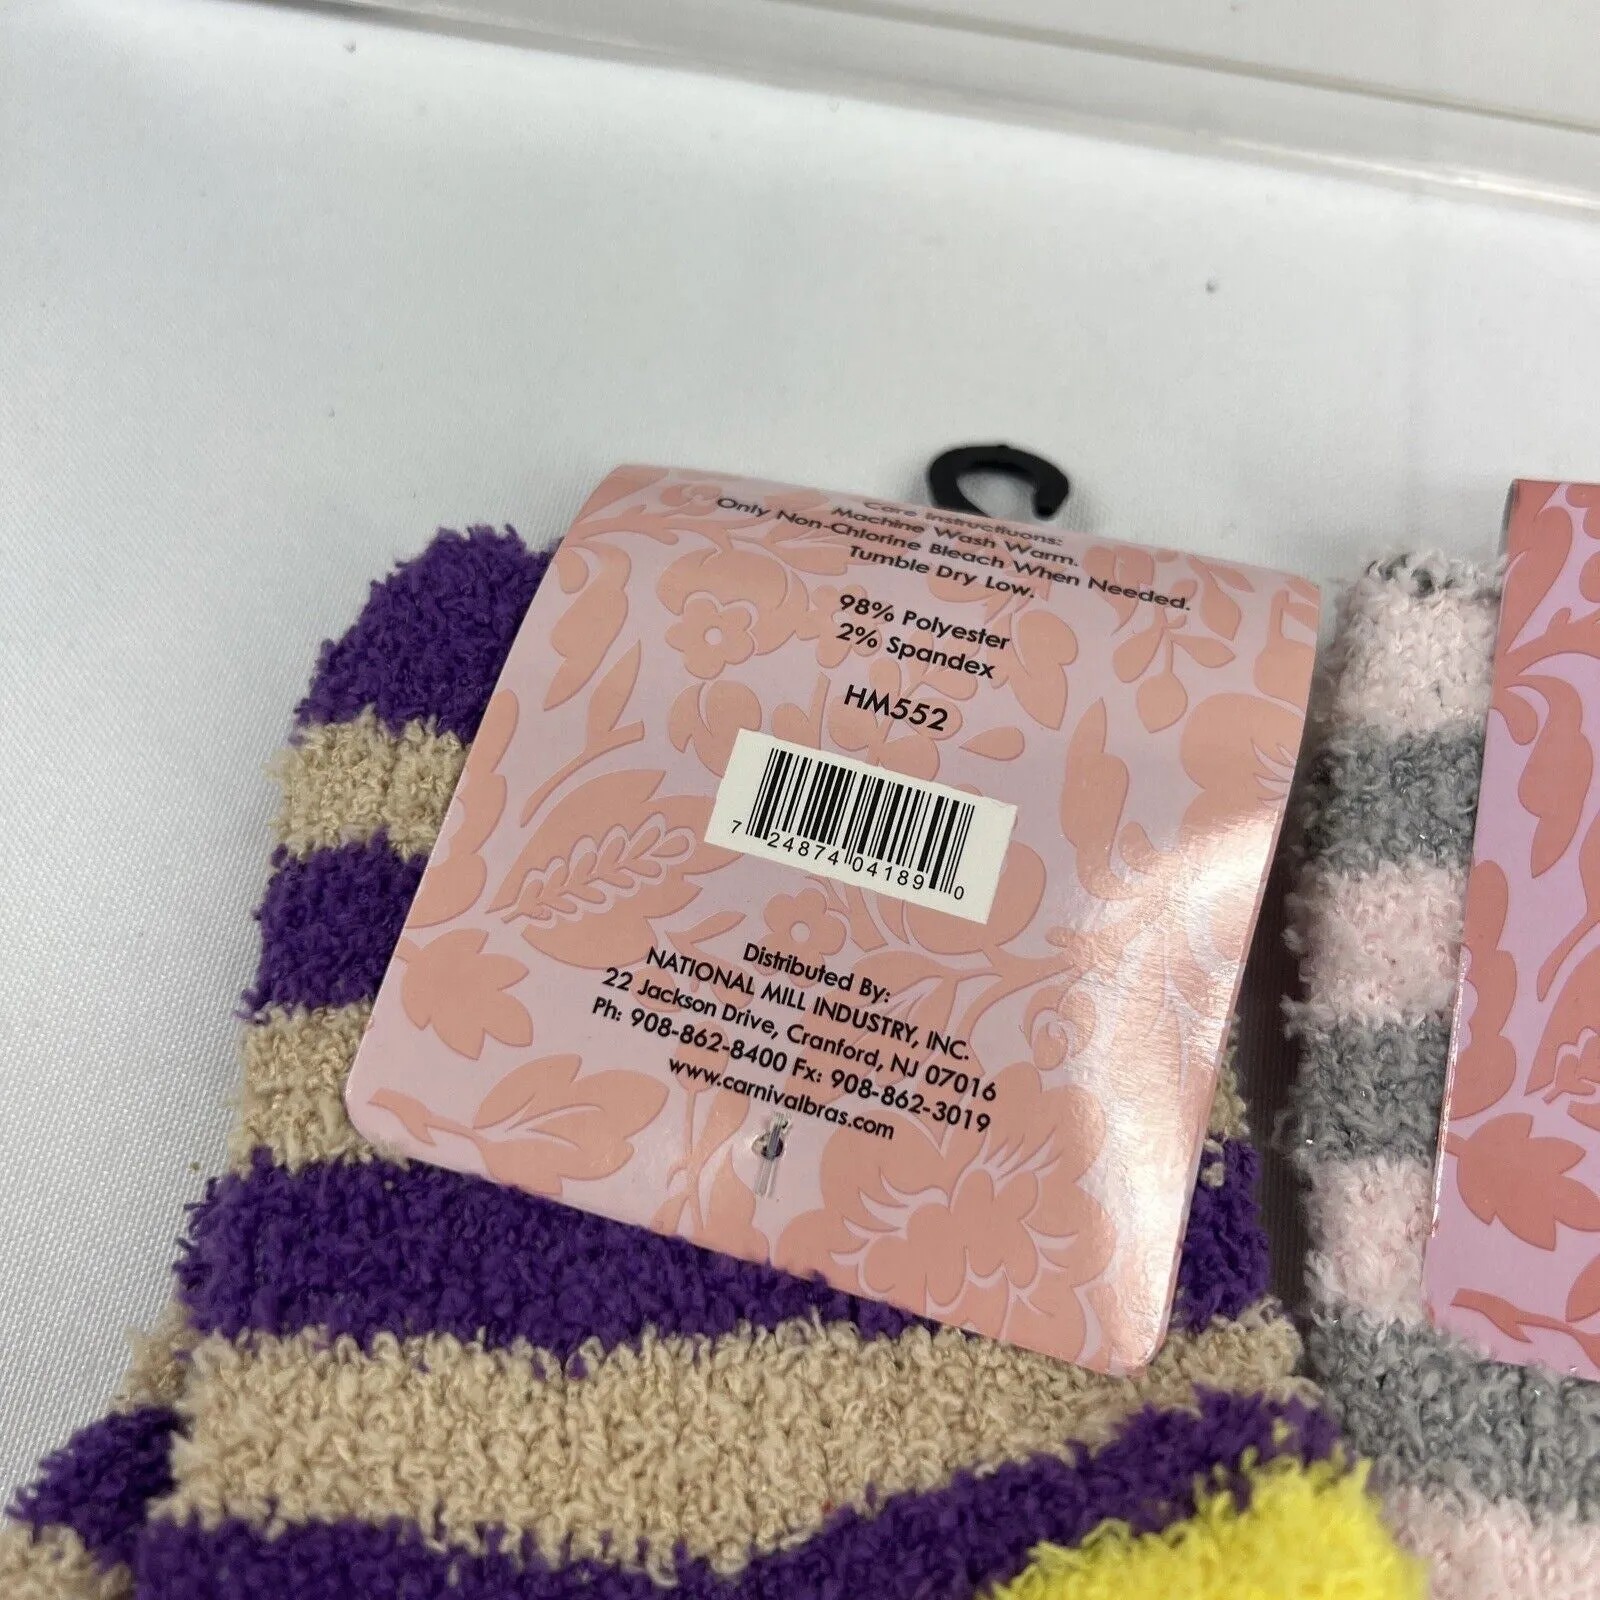 Care Instructiuons:
Machine Wash Warm.
Only Non-Chlorine Bleach When Needed.
Tumble Dry Low.
98% Polyester
2% Spandex
HM552
7 24874 04189 0
Distributed By:
NATIONAL MILL INDUSTRY, INC.
22 Jackson Drive, Cranford, NJ 07016
Ph: 908-862-8400 Fx: 908-862-3019
www.carnivalbras.com